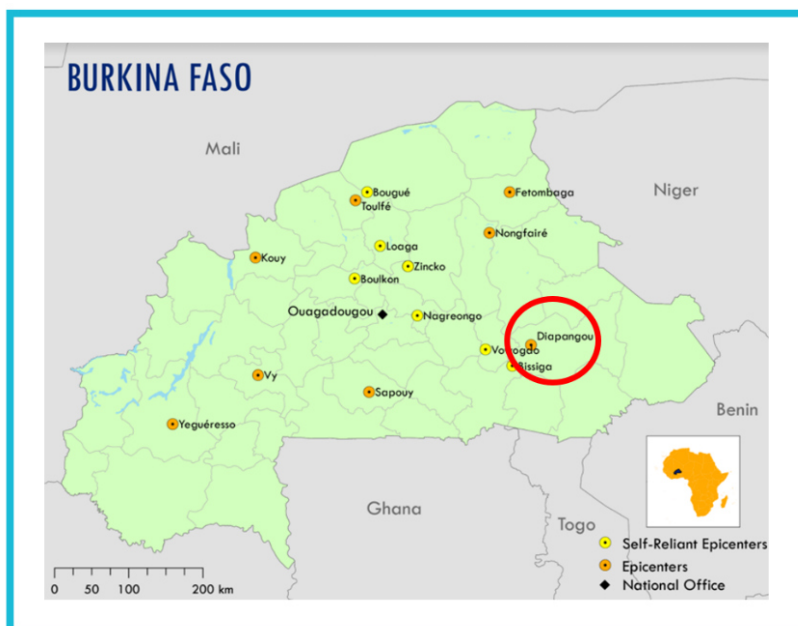 BURKINA FASO
Mali
Niger
Bougué
Toulfé
Fetombaga
Nongfairé
Loaga
Kouy
Zincko
Boulkon
Ouagadougou
Nagreongo
Diapangou
Vowogdo
Bissiga
Vy
Sapouy
Yeguéresso
Benin
Ghana
Togo
Self-Reliant Epicenters
Epicenters
National Office
0 50 100 200 km